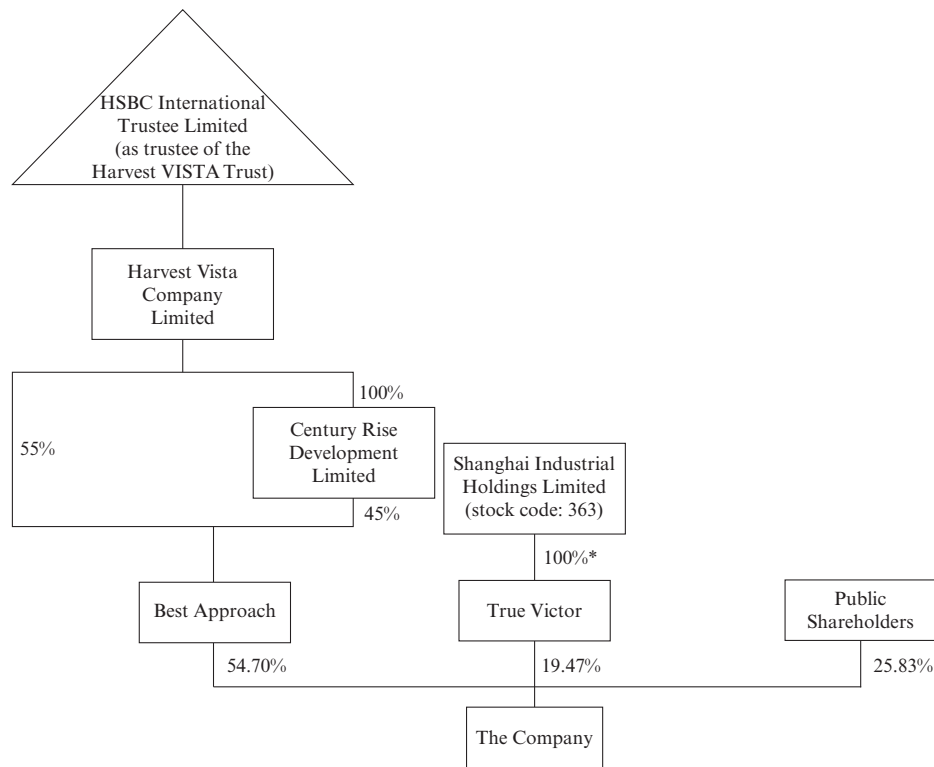 HSBC International
Trustee Limited
(as trustee of the
Harvest VISTA Trust)
Harvest Vista
Company
Limited
100%
55%
Century Rise
Development
Limited
45%
Shanghai Industrial
Holdings Limited
(stock code: 363)
100%*
Best Approach
True Victor
Public
Shareholders
54.70%
19.47%
25.83%
The Company